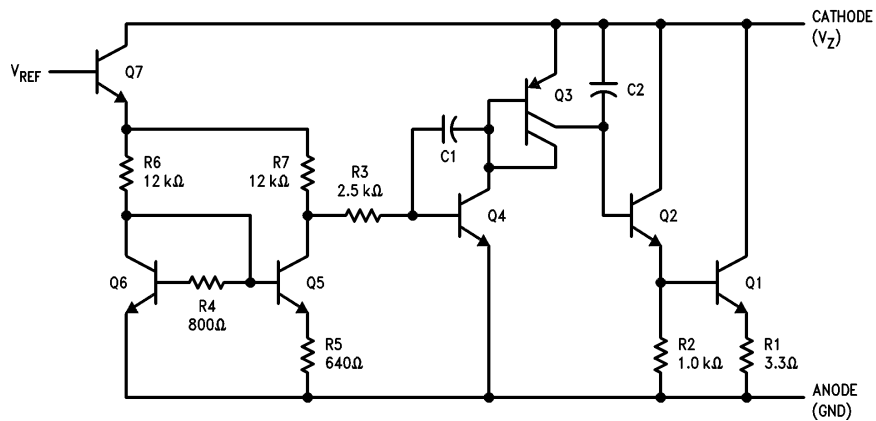 CATHODE
(VZ)
VREF
Q7
Q3
C2
C1
R6
12 kΩ
R7
12 kΩ
R3
2.5 kΩ
Q4
Q2
Q6
R4
800Ω
Q5
Q1
R5
640Ω
R2
1.0 kΩ
R1
3.3Ω
ANODE
(GND)